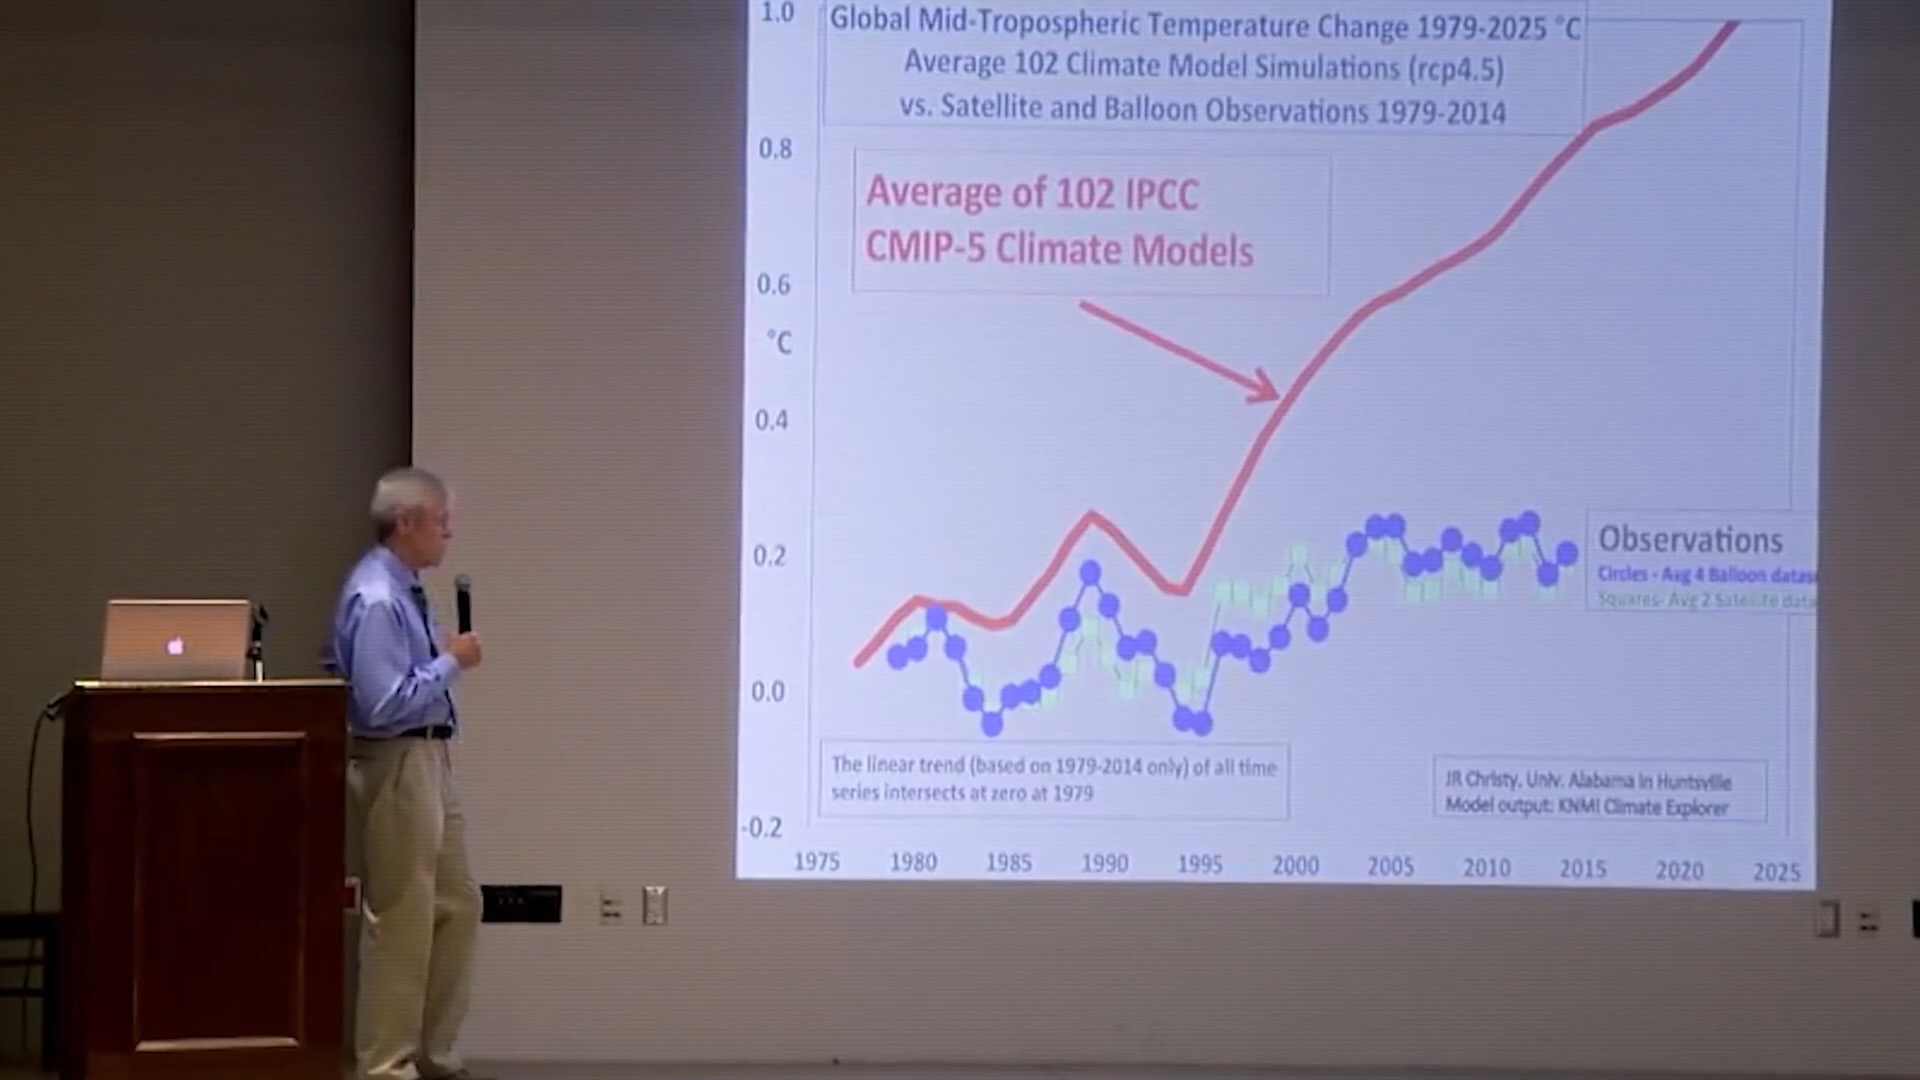 1.0
Global Mid-Tropospheric Temperature Change 1979-2025 °C
Average 102 Climate Model Simulations (rcp4.5)
vs. Satellite and Balloon Observations 1979-2014
0.8
Average of 102 IPCC
CMIP-5 Climate Models
0.6
°C
0.4
0.2
Observations
Circles - Avg 4 Balloon
Squares- Avg 2 Satellite
0.0
The linear trend (based on 1979-2014 only) of all time
series intersects at zero at 1979
JR Christy, Univ. Alabama in Huntsville
Model output: KNMI Climate Explorer
-0.2
1975 1980 1985 1990 1995 2000 2005 2010 2015 2020 2025